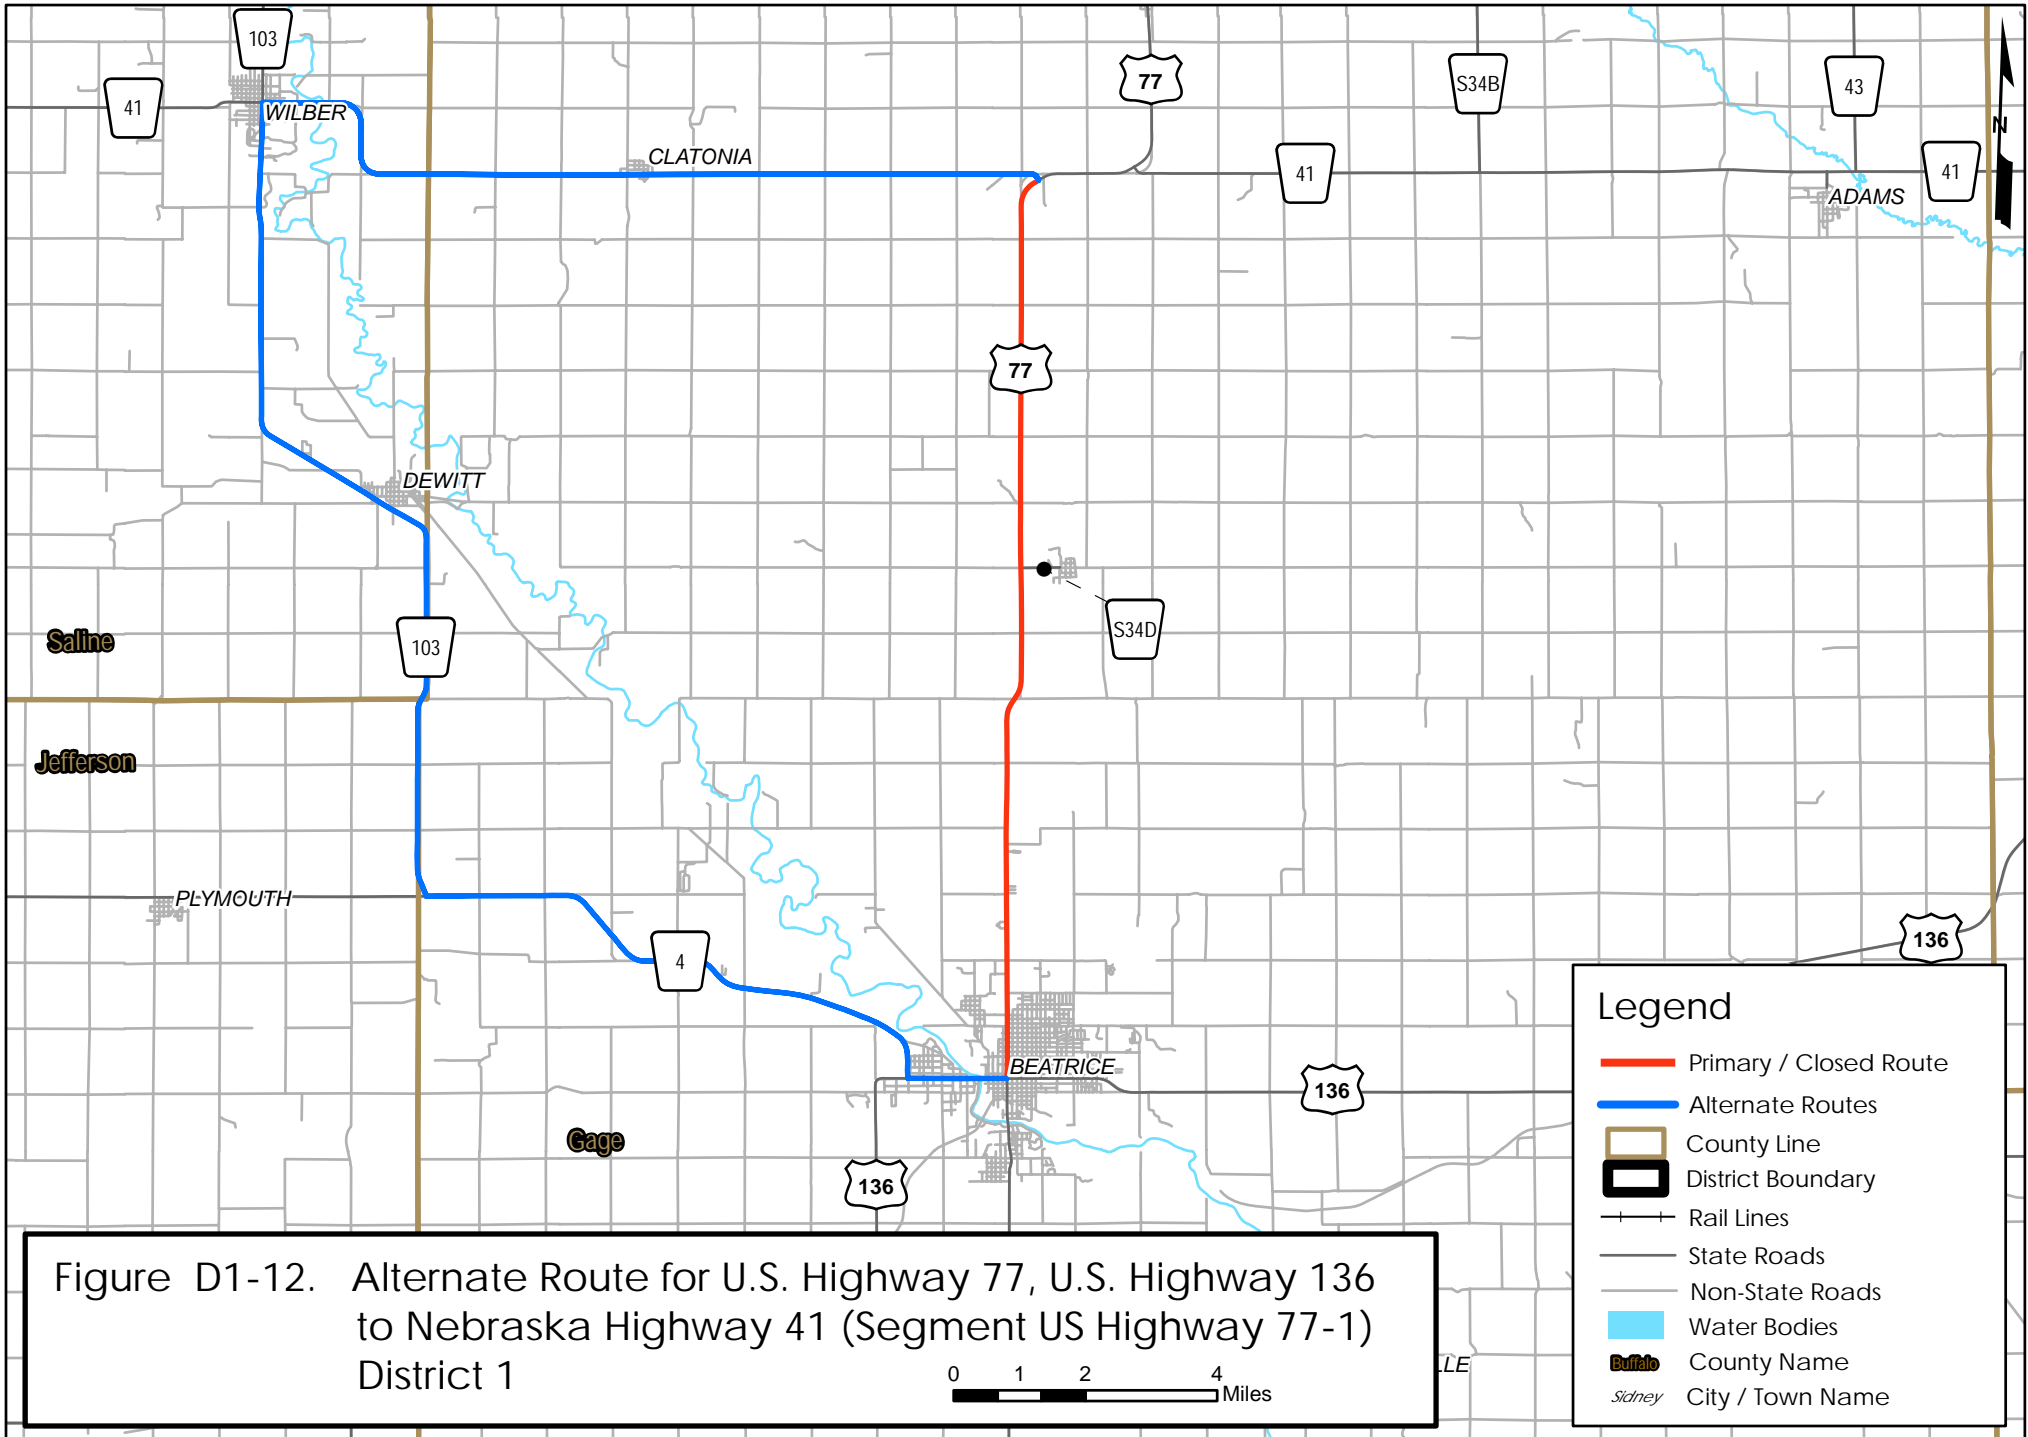 103
41
WILBER
CLATONIA
77
S34B
43
N
41
41
ADAMS
77
DEWITT
S34D
103
Saline
Jefferson
PLYMOUTH
4
136
BEATRICE
136
Gage
136
Legend
Primary / Closed Route
Alternate Routes
County Line
District Boundary
Rail Lines
State Roads
Non-State Roads
Water Bodies
Buffalo County Name
Sidney City / Town Name
LLE
Figure D1-12. Alternate Route for U.S. Highway 77, U.S. Highway 136
to Nebraska Highway 41 (Segment US Highway 77-1)
District 1
0 1 2 4
Miles